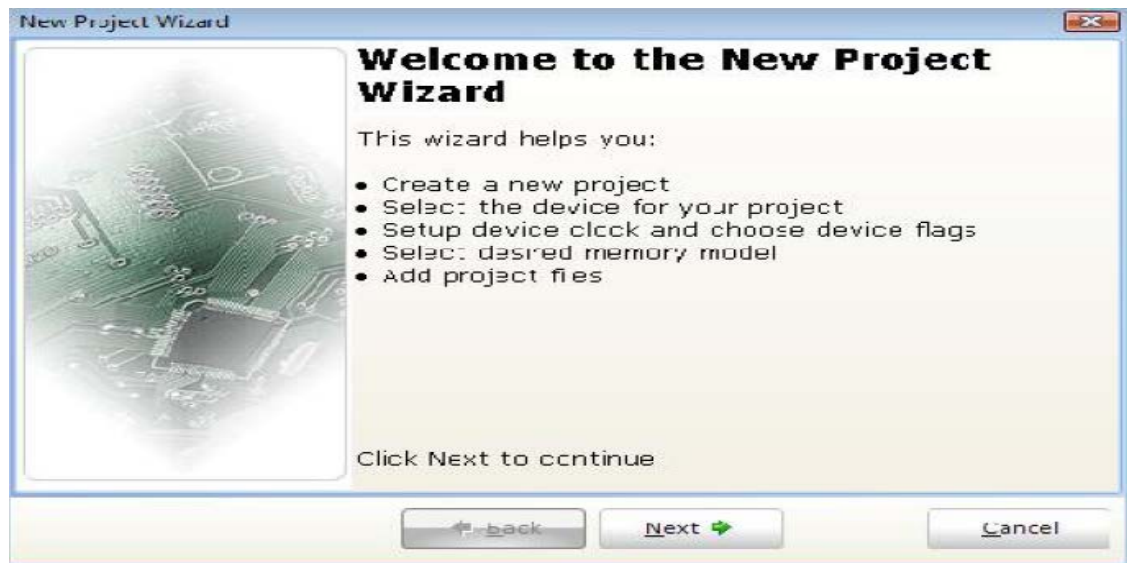 New Project Wizard
Welcome to the New Project
Wizard
This wizard helps you:
• Create a new project
• Select the device for your project
• Setup device clock and choose device flags
• Select desired memory model
• Add project files
Click Next to continue
Back
Next
Cancel